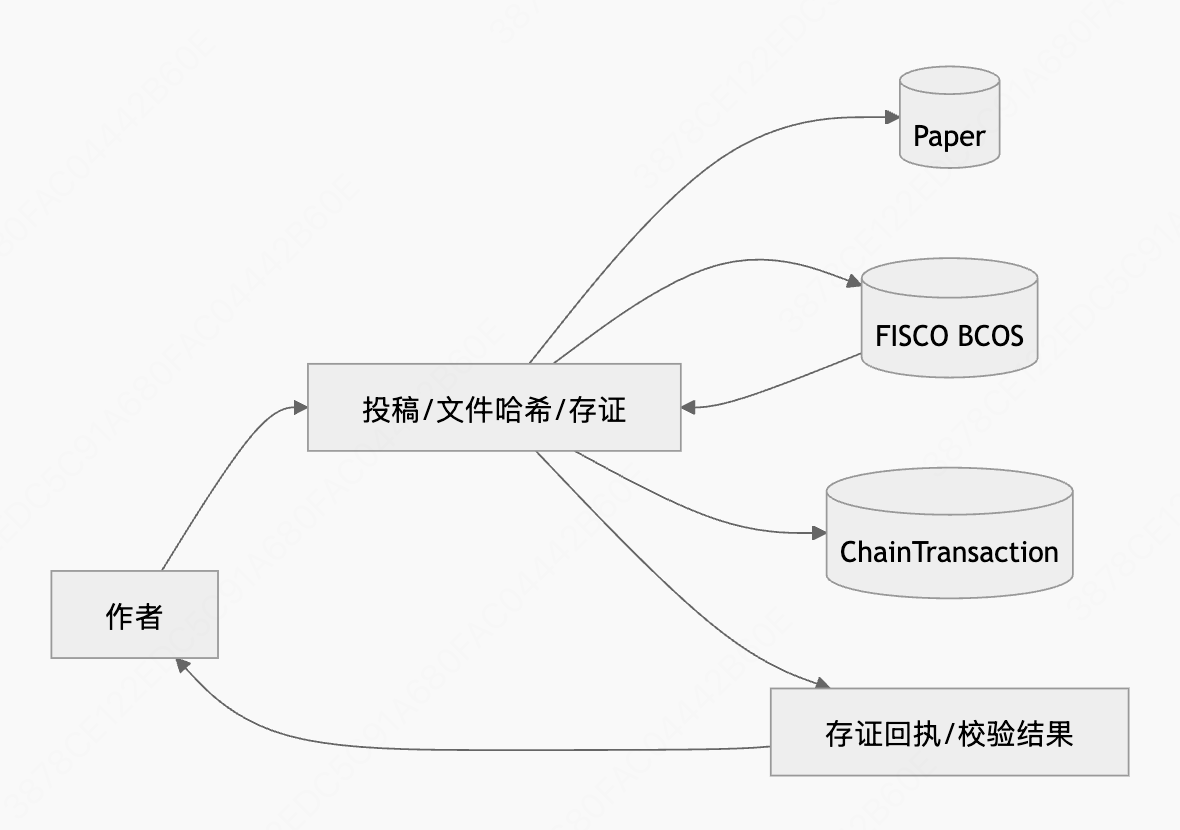 Paper
FISCO BCOS
投稿/文件哈希/存证
ChainTransaction
作者
存证回执/校验结果